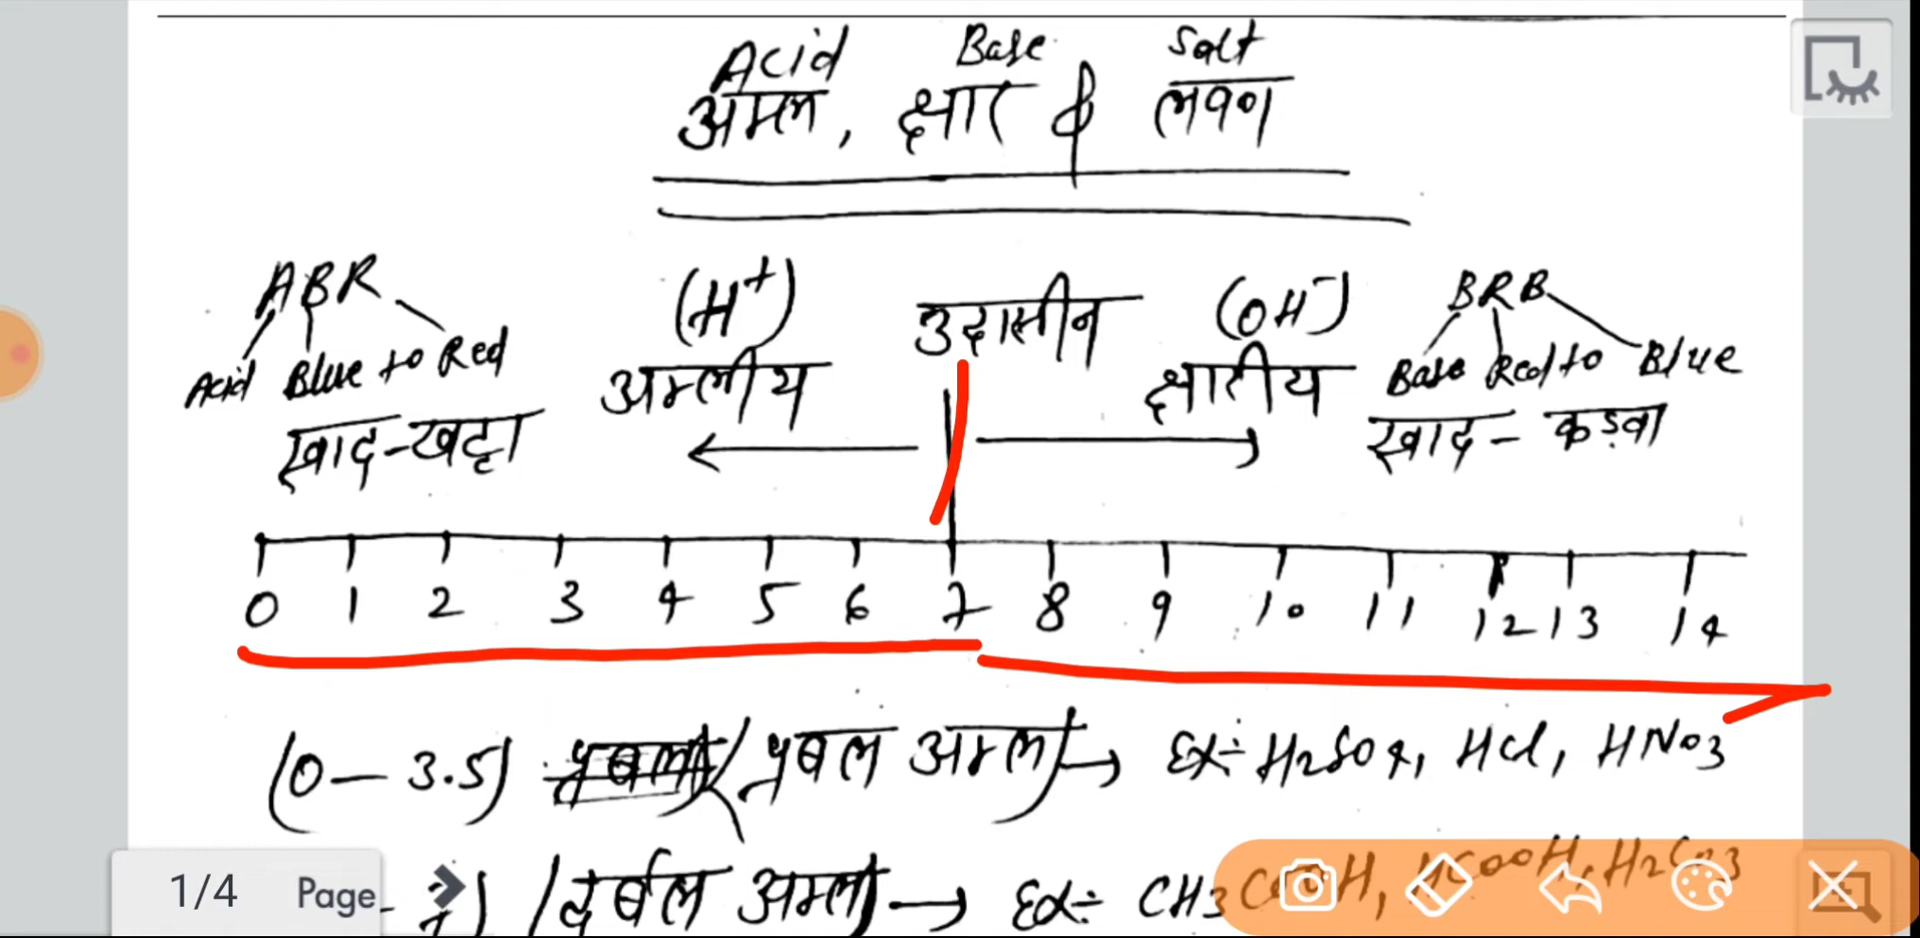 Acid Base Salt
अम्ल, क्षार & लवण
ABR (H+) उदासीन (OH-) BRB
Acid Blue to Red अम्लीय क्षारीय Base Red to Blue
स्वाद-खट्टा स्वाद - कड़वा
0 1 2 3 4 5 6 7 8 9 10 11 12 13 14
(0-3.5) प्रबल अम्ल → Ex÷ H2SO4, HCl, HNO3
7) दुर्बल अम्ल → Ex÷ CH3COOH, HCOOH, H2CO3
1/4 Page